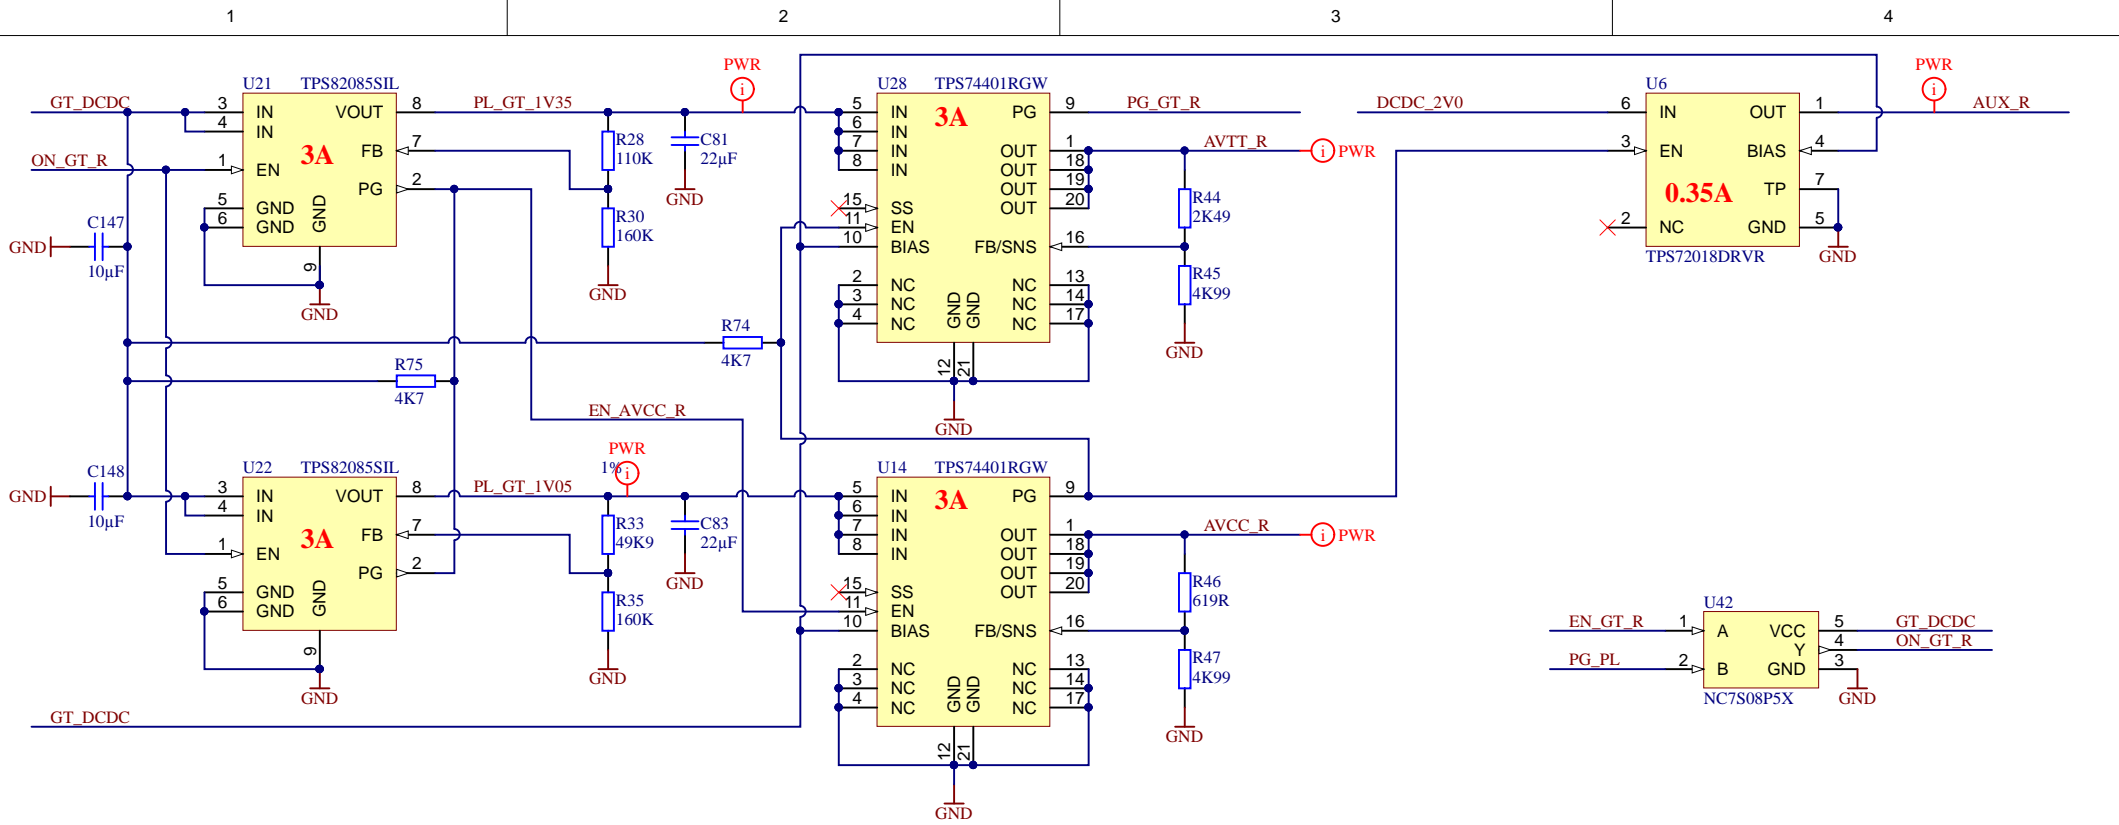 1 2 3 4
U21 TPS82085SIL
GT_DCDC
3 IN VOUT 8
4 IN
3A
FB 7
ON_GT_R
1 EN
PG 2
5 GND
6 GND
GND
9
GND
C147
GND
10µF
PL_GT_1V35
PWR
i
R28
110K
C81
22µF
GND
R30
160K
GND
R74
4K7
R75
4K7
EN_AVCC_R
U28 TPS74401RGW
3A
5 IN PG 9
6 IN
7 IN OUT 1
8 IN OUT 18
OUT 19
15 SS OUT 20
11 EN
10 BIAS FB/SNS 16
2 NC NC 13
3 NC NC 14
4 NC NC 17
GND GND
12 21
GND
PG_GT_R
AVTT_R
i PWR
R44
2K49
R45
4K99
GND
DCDC_2V0
U6
6 IN OUT 1
3 EN BIAS 4
0.35A
TP 7
2 NC GND 5
TPS72018DRVR
GND
PWR
i
AUX_R
C148
GND
10µF
U22 TPS82085SIL
3 IN VOUT 8
4 IN
3A
FB 7
1 EN
PG 2
5 GND
6 GND
GND
9
GND
PL_GT_1V05
PWR
1%
i
R33
49K9
C83
22µF
GND
R35
160K
GND
GT_DCDC
U14 TPS74401RGW
3A
5 IN PG 9
6 IN
7 IN OUT 1
8 IN OUT 18
OUT 19
15 SS OUT 20
11 EN
10 BIAS FB/SNS 16
2 NC NC 13
3 NC NC 14
4 NC NC 17
GND GND
12 21
GND
AVCC_R
i PWR
R46
619R
R47
4K99
GND
U42
EN_GT_R 1 A VCC 5 GT_DCDC
Y 4 ON_GT_R
PG_PL 2 B GND 3
NC7S08P5X
GND